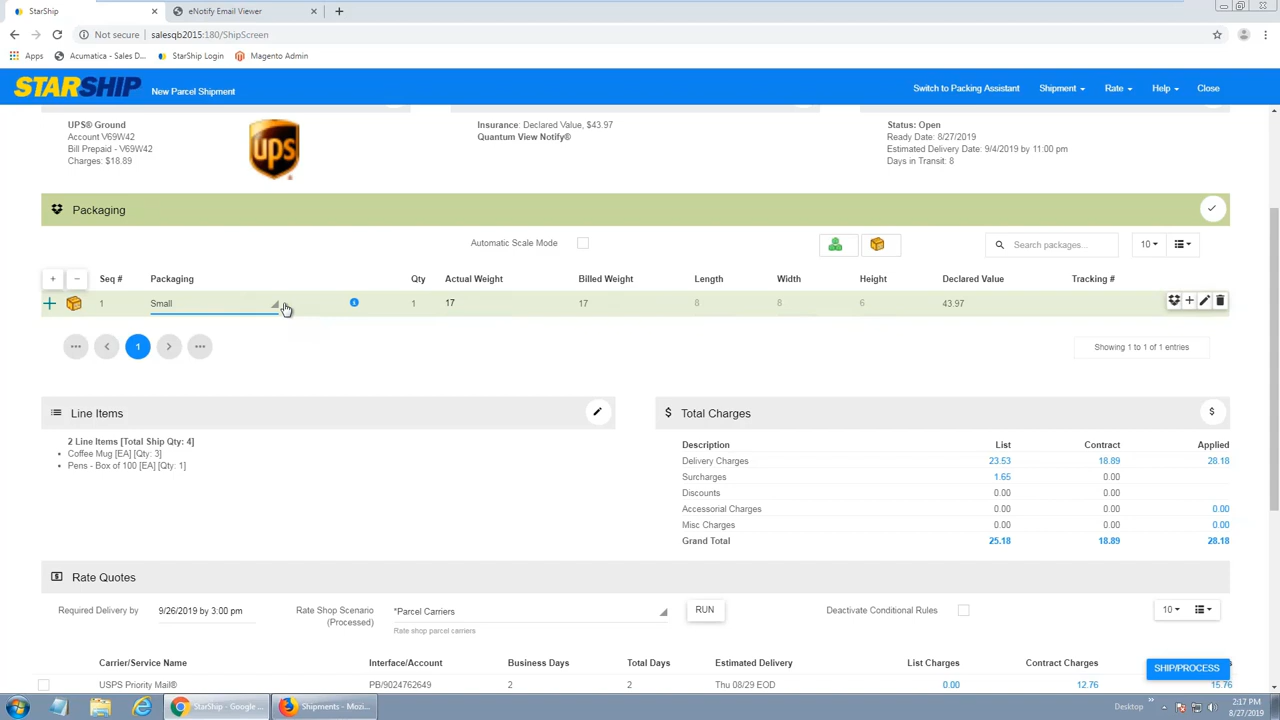 StarShip
eNotify Email Viewer
Not secure salesqb2015:180/ShipScreen
Apps Acumatica - Sales D... StarShip Login Magento Admin
STARSHIP New Parcel Shipment Switch to Packing Assistant Shipment Rate Help Close
UPS® Ground
Account V69W42
Bill Prepaid - V69W42
Charges: $18.89
ups
Insurance: Declared Value, $43.97
Quantum View Notify®
Status: Open
Ready Date: 8/27/2019
Estimated Delivery Date: 9/4/2019 by 11:00 pm
Days in Transit: 8
Packaging
Automatic Scale Mode Search packages... 10
+ − Seq # Packaging Qty Actual Weight Billed Weight Length Width Height Declared Value Tracking #
1 Small 1 17 17 8 8 6 43.97
1
Showing 1 to 1 of 1 entries
Line Items
2 Line Items [Total Ship Qty: 4]
• Coffee Mug [EA] [Qty: 3]
• Pens - Box of 100 [EA] [Qty: 1]
$ Total Charges $
Description List Contract Applied
Delivery Charges 23.53 18.89 28.18
Surcharges 1.65 0.00
Discounts 0.00 0.00
Accessorial Charges 0.00 0.00 0.00
Misc Charges 0.00 0.00 0.00
Grand Total 25.18 18.89 28.18
Rate Quotes
Required Delivery by 9/26/2019 by 3:00 pm
Rate Shop Scenario (Processed) *Parcel Carriers RUN
Rate shop parcel carriers
Deactivate Conditional Rules 10
Carrier/Service Name Interface/Account Business Days Total Days Estimated Delivery List Charges Contract Charges
SHIP/PROCESS
USPS Priority Mail® PB/9024762649 2 2 Thu 08/29 EOD 0.00 12.76 15.76
StarShip - Google ... Shipments - Mozi... Desktop » 2:17 PM
8/27/2019